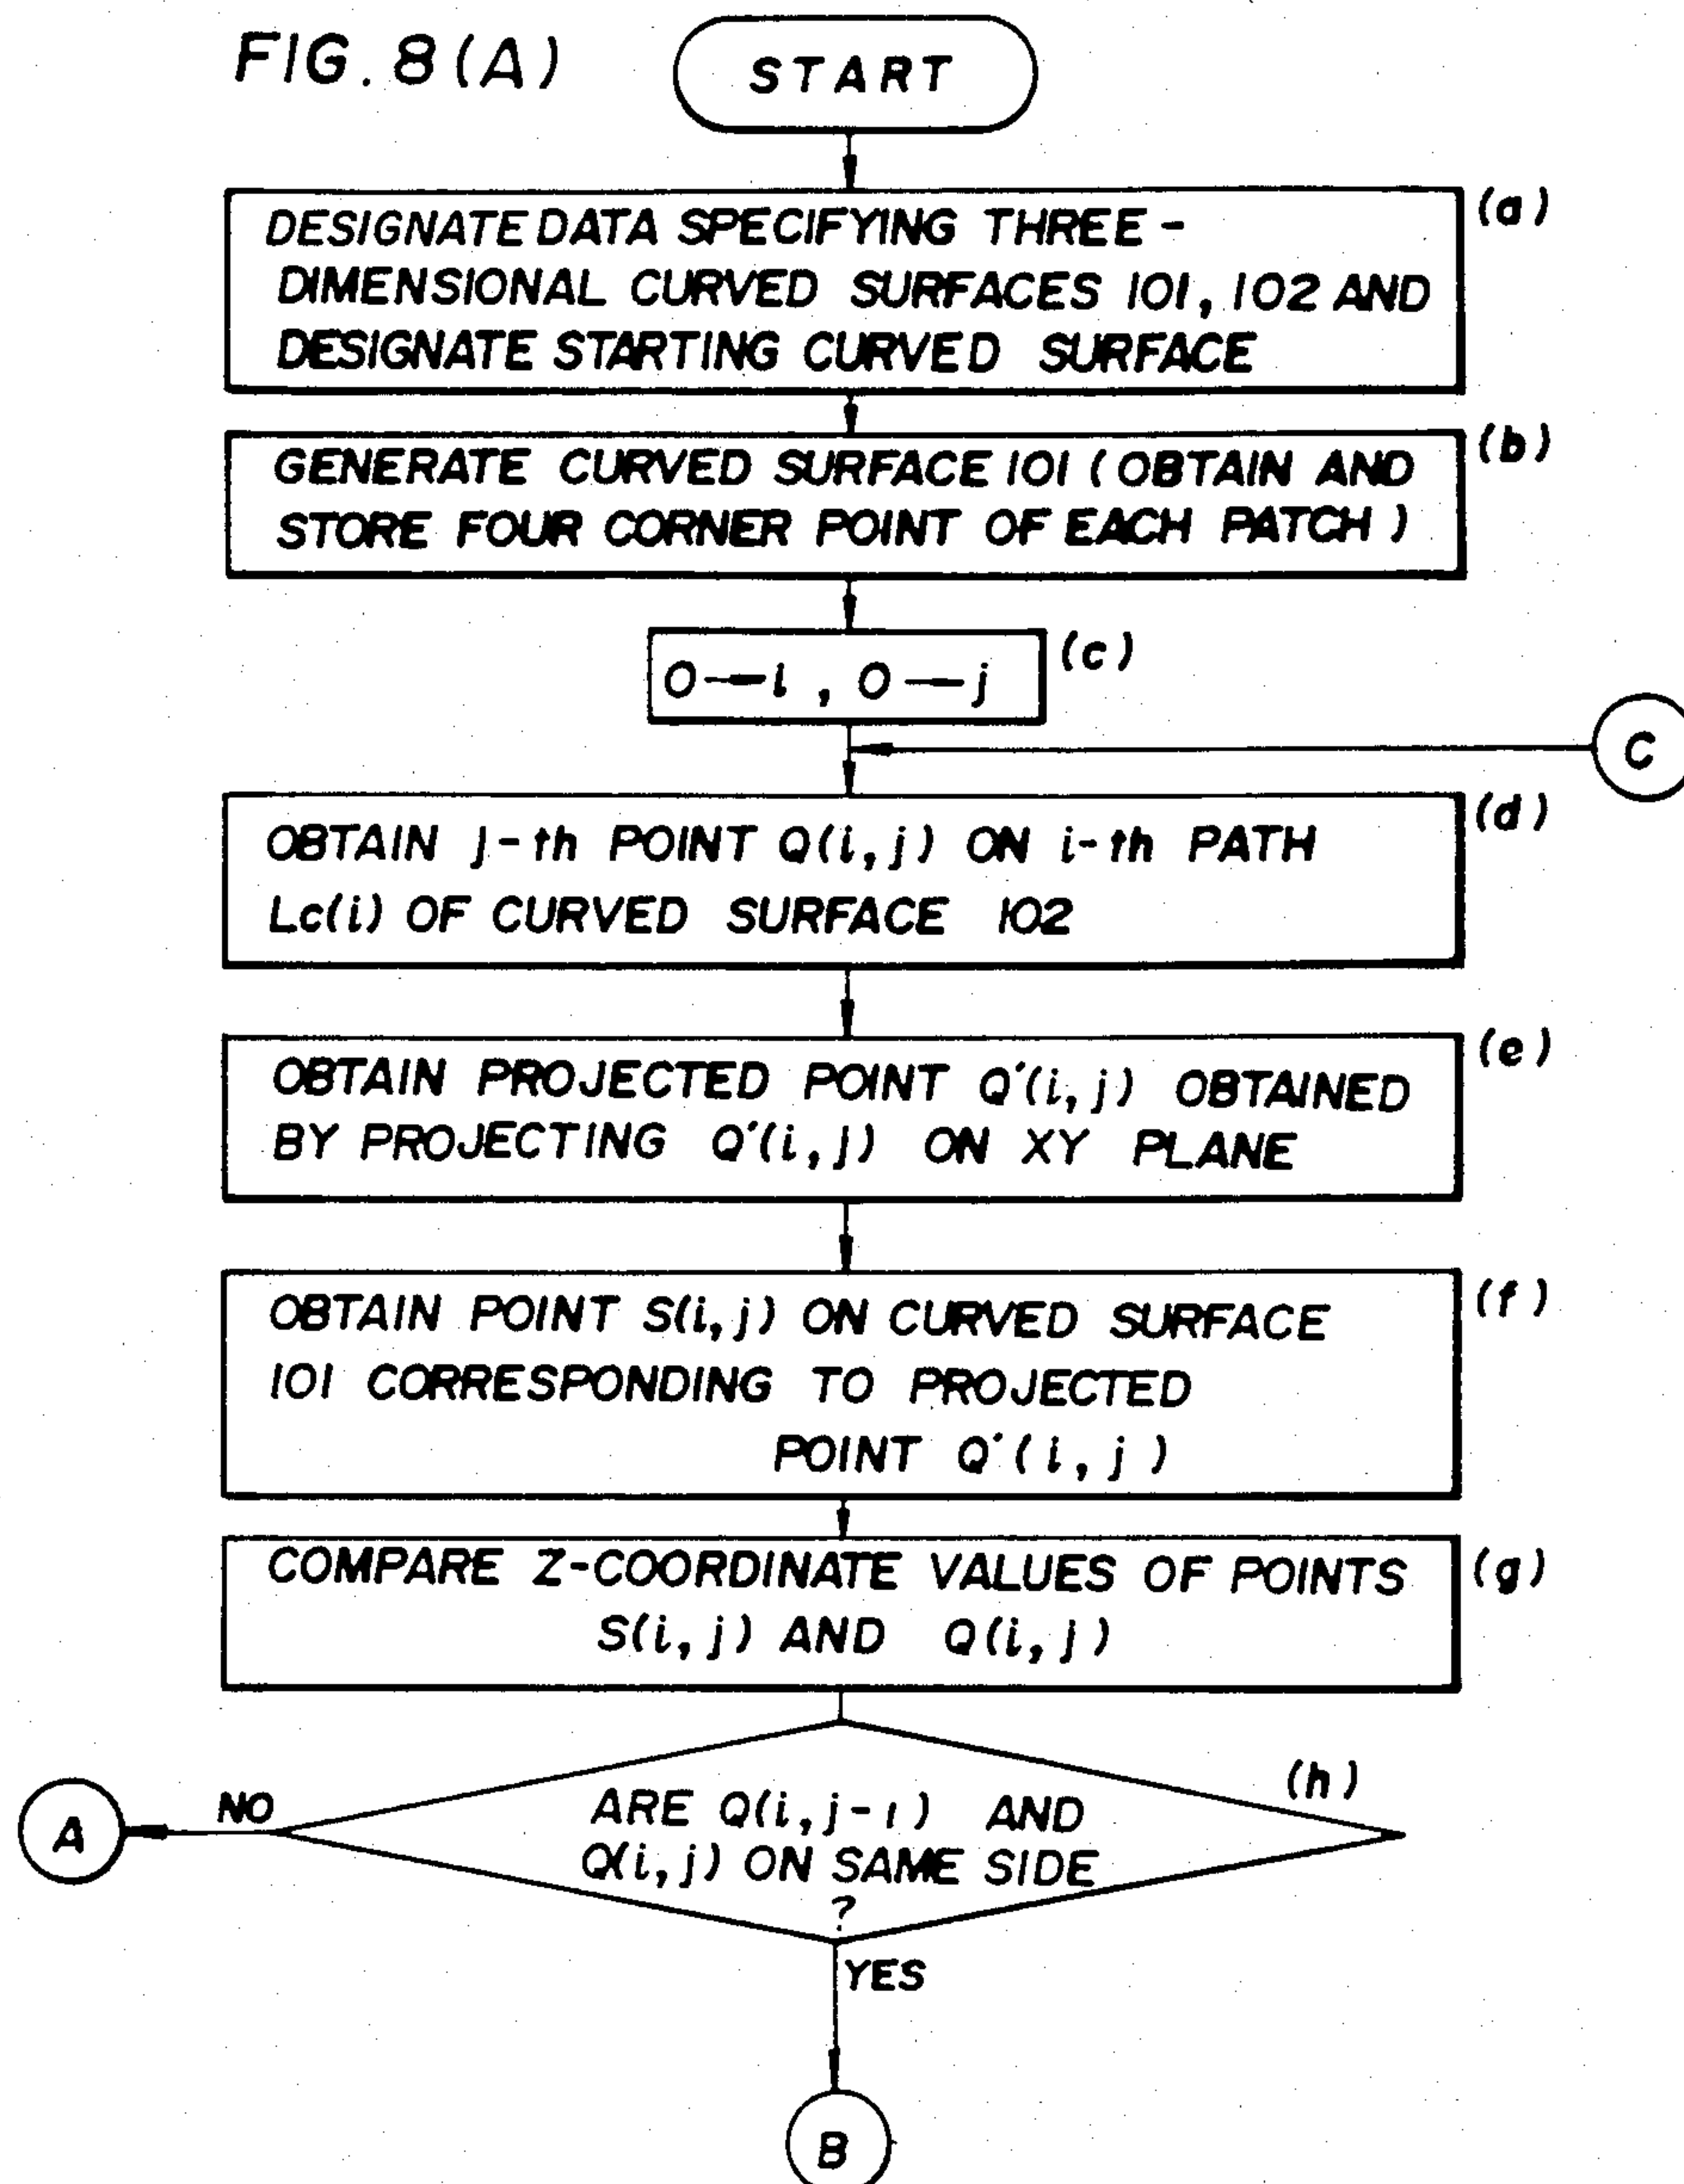 FIG. 8 (A)
START
(a)
DESIGNATE DATA SPECIFYING THREE -
DIMENSIONAL CURVED SURFACES 101, 102 AND
DESIGNATE STARTING CURVED SURFACE
(b)
GENERATE CURVED SURFACE 101 ( OBTAIN AND
STORE FOUR CORNER POINT OF EACH PATCH )
(c)
0→i , 0→j
C
(d)
OBTAIN j-th POINT Q(i,j) ON i-th PATH
Lc(i) OF CURVED SURFACE 102
(e)
OBTAIN PROJECTED POINT Q'(i,j) OBTAINED
BY PROJECTING Q'(i,j) ON XY PLANE
(f)
OBTAIN POINT S(i,j) ON CURVED SURFACE
101 CORRESPONDING TO PROJECTED
POINT Q'(i,j)
(g)
COMPARE Z-COORDINATE VALUES OF POINTS
S(i,j) AND Q(i,j)
(h)
ARE Q(i,j-1) AND
Q(i,j) ON SAME SIDE
?
NO
A
YES
B